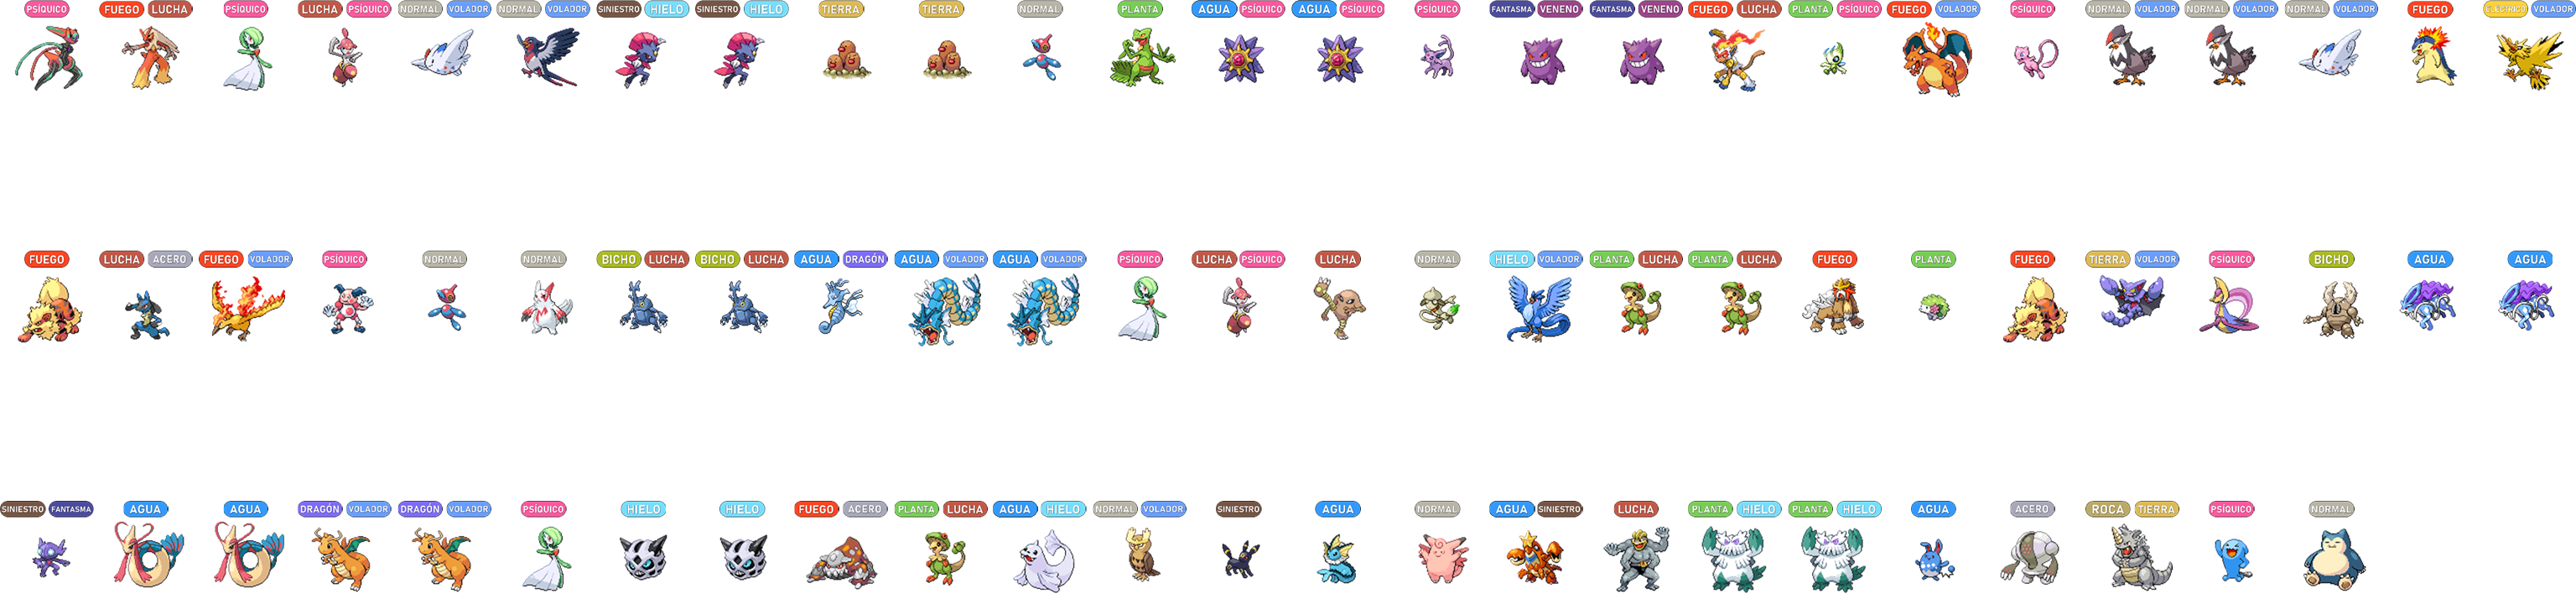 PSÍQUICO FUEGO LUCHA PSÍQUICO LUCHA PSÍQUICO NORMAL VOLADOR NORMAL VOLADOR SINIESTRO HIELO SINIESTRO HIELO TIERRA TIERRA NORMAL PLANTA AGUA PSÍQUICO AGUA PSÍQUICO PSÍQUICO FANTASMA VENENO FANTASMA VENENO FUEGO LUCHA PLANTA PSÍQUICO FUEGO VOLADOR PSÍQUICO NORMAL VOLADOR NORMAL VOLADOR NORMAL VOLADOR FUEGO ELÉCTRICO VOLADOR
FUEGO LUCHA ACERO FUEGO VOLADOR PSÍQUICO NORMAL NORMAL BICHO LUCHA BICHO LUCHA AGUA DRAGÓN AGUA VOLADOR AGUA VOLADOR PSÍQUICO LUCHA PSÍQUICO LUCHA NORMAL HIELO VOLADOR PLANTA LUCHA PLANTA LUCHA FUEGO PLANTA FUEGO TIERRA VOLADOR PSÍQUICO BICHO AGUA AGUA
SINIESTRO FANTASMA AGUA AGUA DRAGÓN VOLADOR DRAGÓN VOLADOR PSÍQUICO HIELO HIELO FUEGO ACERO PLANTA LUCHA AGUA HIELO NORMAL VOLADOR SINIESTRO AGUA NORMAL AGUA SINIESTRO LUCHA PLANTA HIELO PLANTA HIELO AGUA ACERO ROCA TIERRA PSÍQUICO NORMAL